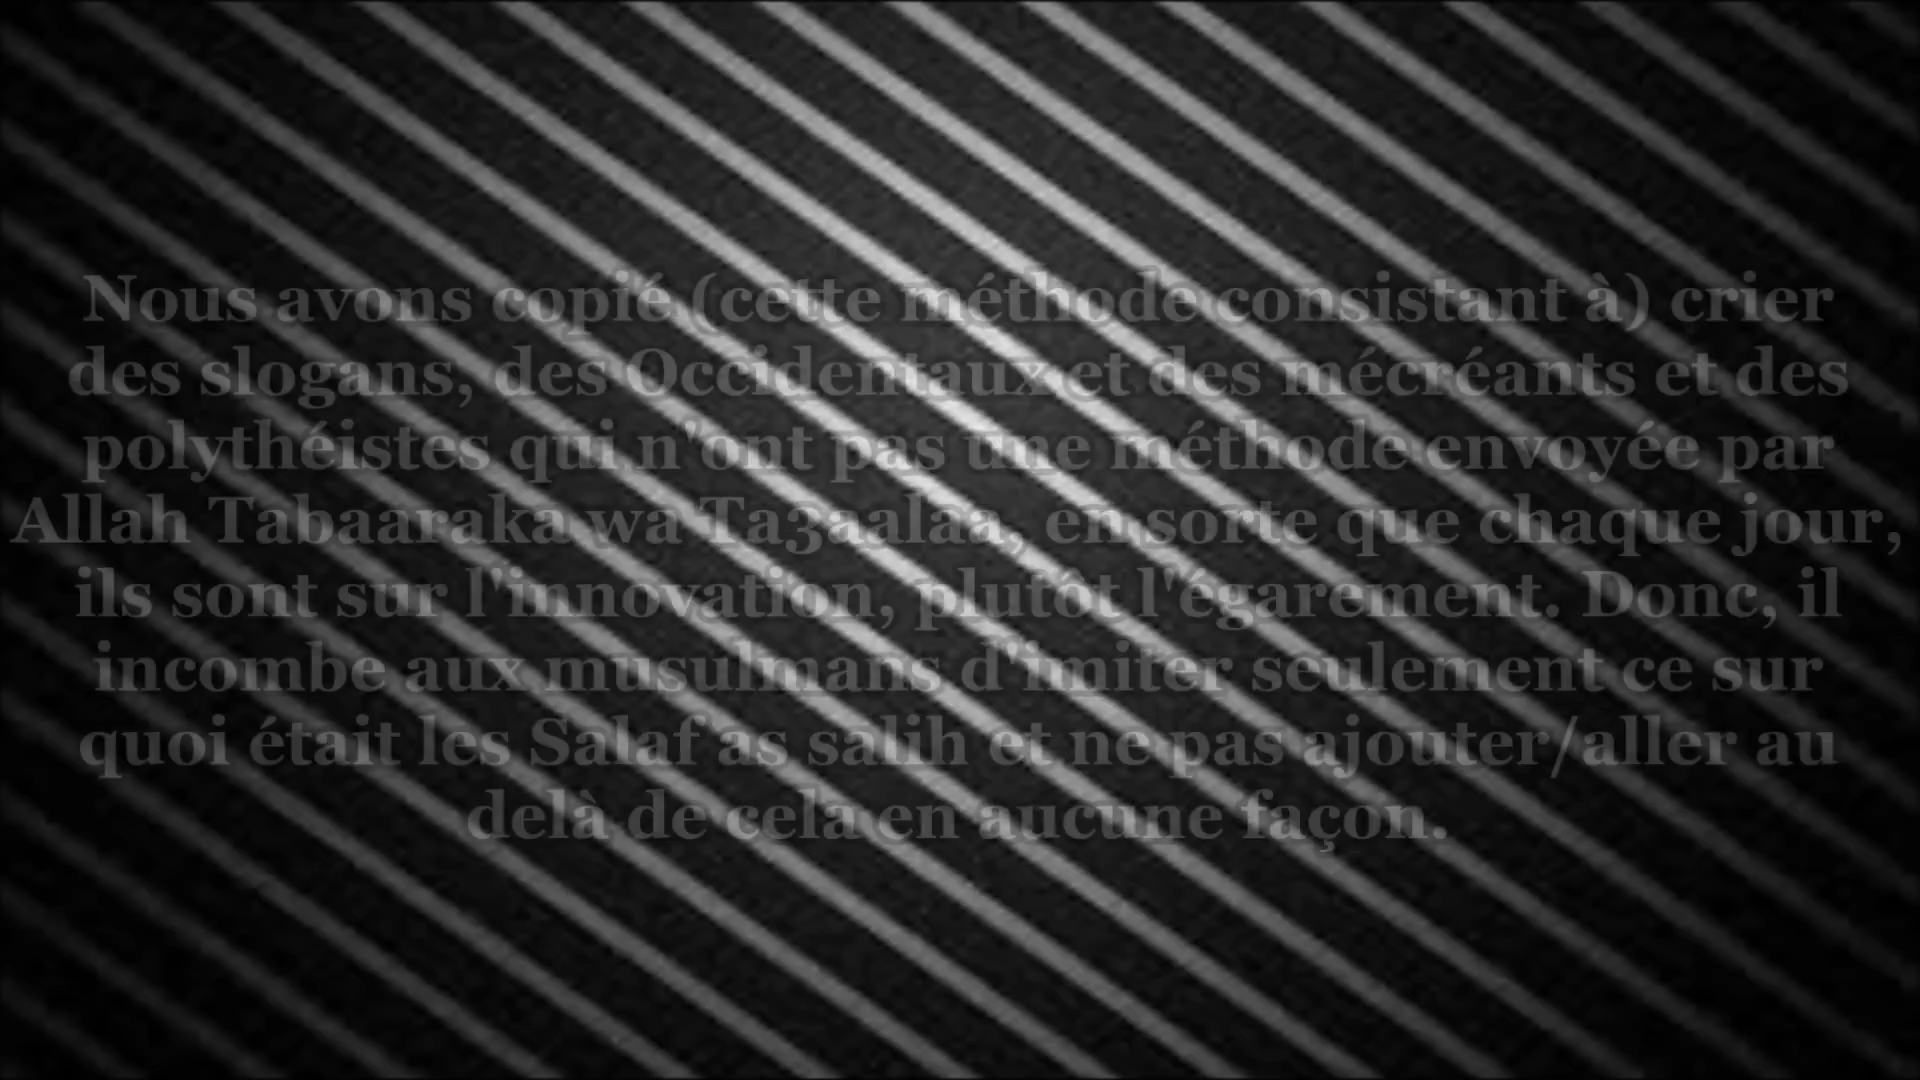 Nous avons copié (cette méthode consistant à) crier
des slogans, des Occidentaux et des mécréants et des
polythéistes qui n"ont pas une méthode envoyée par
Allah Tabaaraka wa Ta3aalaa, en sorte que chaque jour,
ils sont sur l'innovation, plutôt l'égarement. Donc, il
incombe aux musulmans d'imiter seulement ce sur
quoi était les Salaf as salih et ne pas ajouter/aller au
delà de cela en aucune façon.